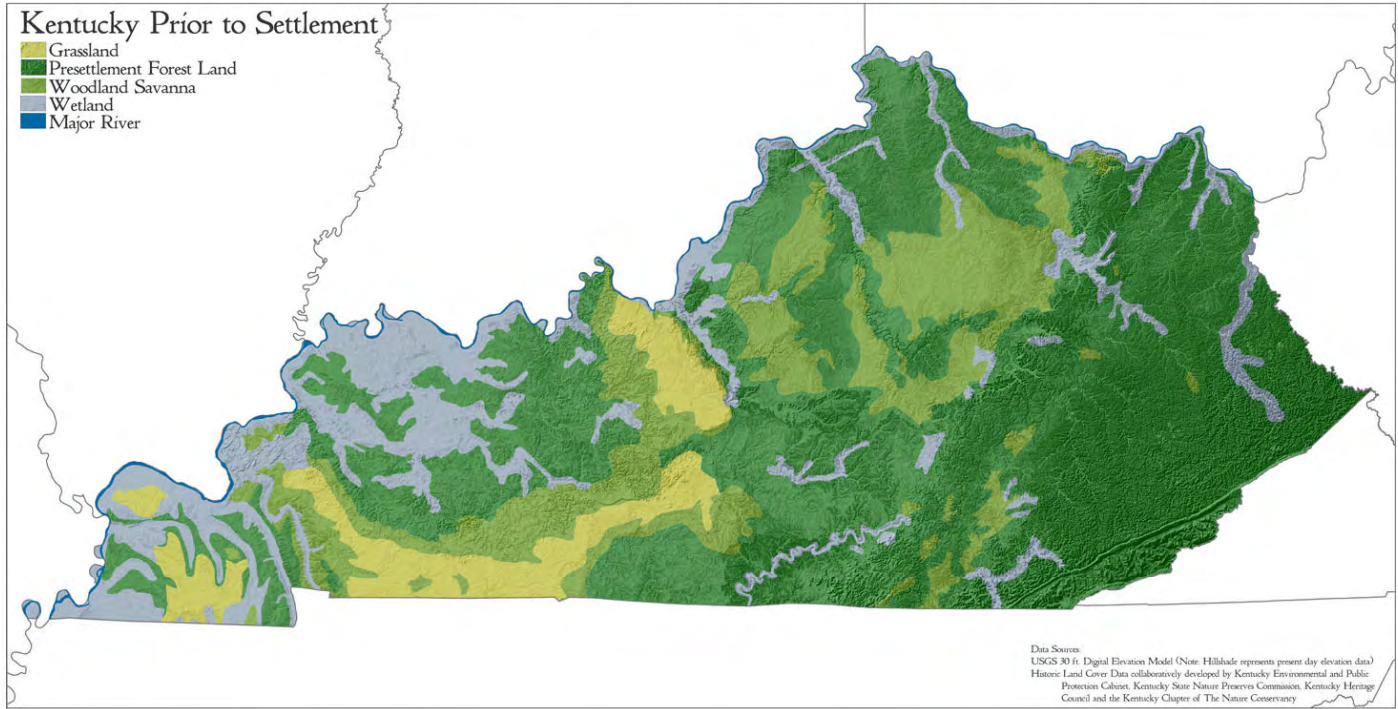 Kentucky Prior to Settlement
Grassland
Presettlement Forest Land
Woodland Savanna
Wetland
Major River
Data Sources:
USGS 30 ft. Digital Elevation Model (Note: Hillshade represents present day elevation data)
Historic Land Cover Data collaboratively developed by Kentucky Environmental and Public
Protection Cabinet, Kentucky State Nature Preserves Commission, Kentucky Heritage
Council and the Kentucky Chapter of The Nature Conservancy